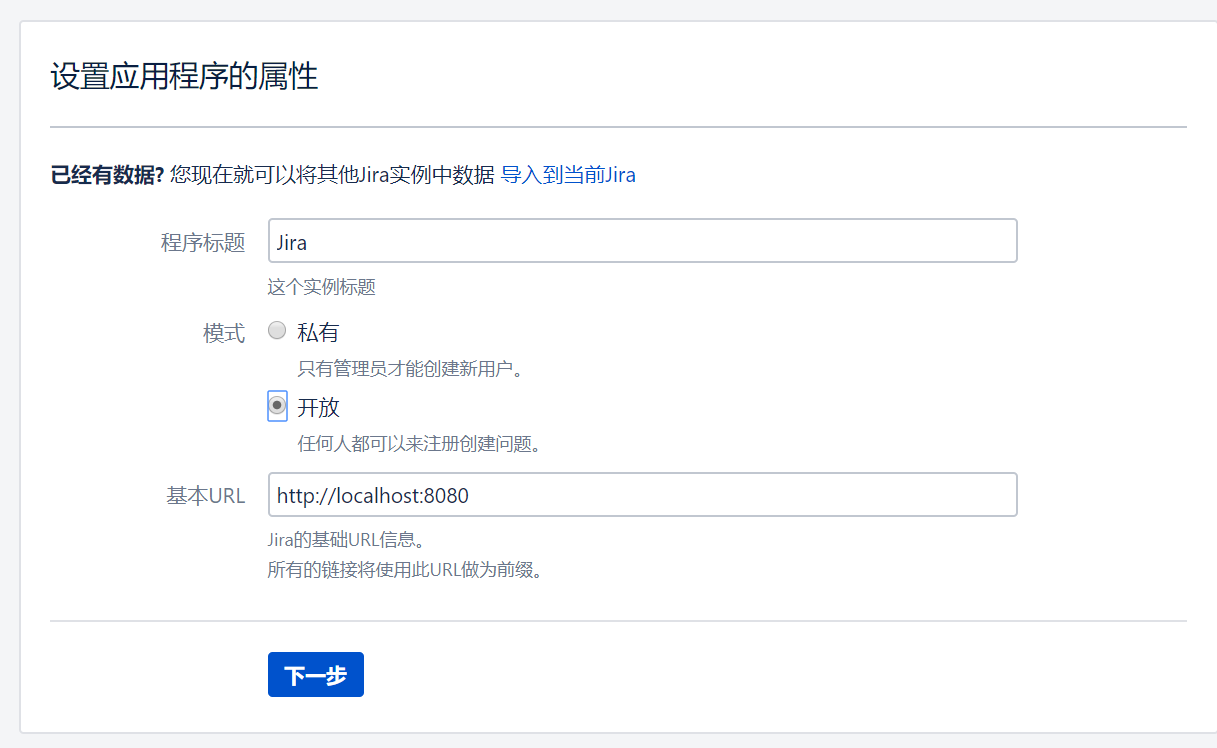 设置应用程序的属性
已经有数据? 您现在就可以将其他Jira实例中数据 导入到当前Jira
程序标题 Jira
这个实例标题
模式 私有
只有管理员才能创建新用户。
开放
任何人都可以来注册创建问题。
基本URL http://localhost:8080
Jira的基础URL信息。
所有的链接将使用此URL做为前缀。
下一步